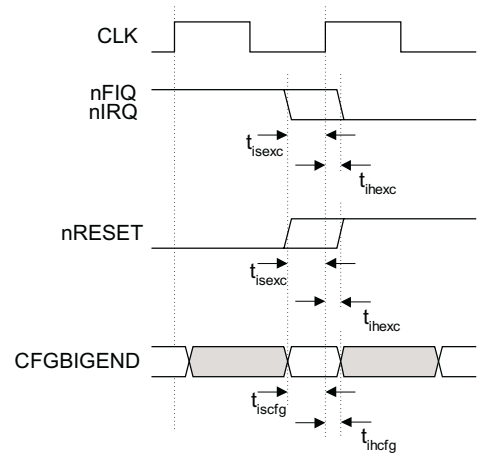 CLK
nFIQ
nIRQ
tisexc
tihexc
nRESET
tisexc
tihexc
CFGBIGEND
tiscfg
tihcfg